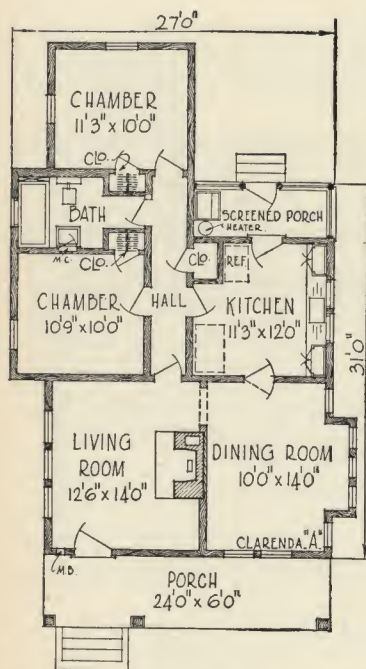 27'0"
CHAMBER
11'3" x 10'0"
CLO.
BATH
SCREENED PORCH
HEATER.
M.C.
CLO.
CLO.
REF.
CHAMBER
10'9" x 10'0"
HALL
KITCHEN
11'3" x 12'0"
31'0"
LIVING
ROOM
12'6" x 14'0"
DINING ROOM
10'0" x 14'0"
CLARENDA "A".
M.B.
PORCH
24'0" x 6'0"